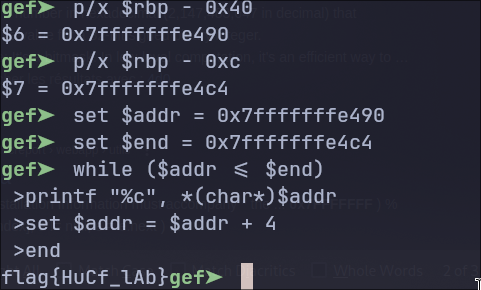 gef➤ p/x $rbp - 0x40
$6 = 0x7fffffffe490
gef➤ p/x $rbp - 0xc
$7 = 0x7fffffffe4c4
gef➤ set $addr = 0x7fffffffe490
gef➤ set $end = 0x7fffffffe4c4
gef➤ while ($addr <= $end)
>printf "%c", *(char*)$addr
>set $addr = $addr + 4
>end
flag{HuCf_lAb}gef➤